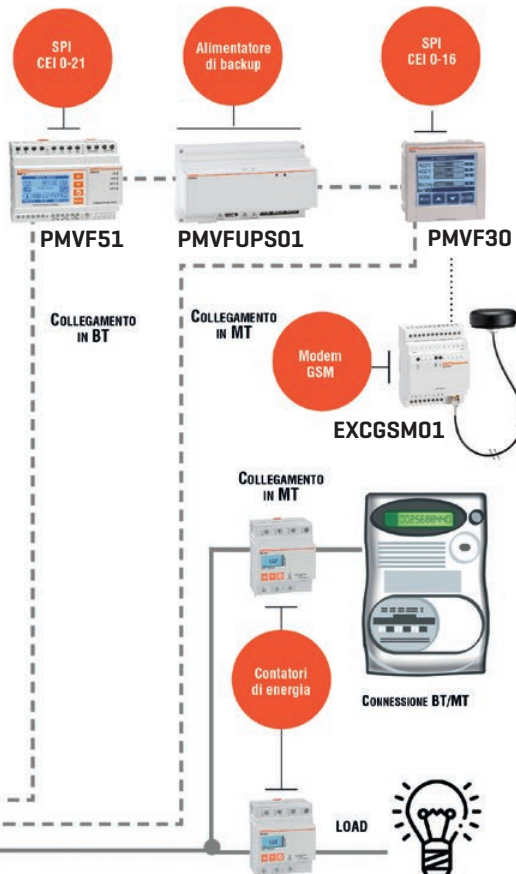 SPI
CEI 0-21
Alimentatore
di backup
SPI
CEI 0-16
PMVF51
PMVFUPS01
PMVF30
COLLEGAMENTO
IN BT
COLLEGAMENTO
IN MT
Modem
GSM
EXCGSM01
COLLEGAMENTO
IN MT
Contatori
di energia
CONNESSIONE BT/MT
LOAD